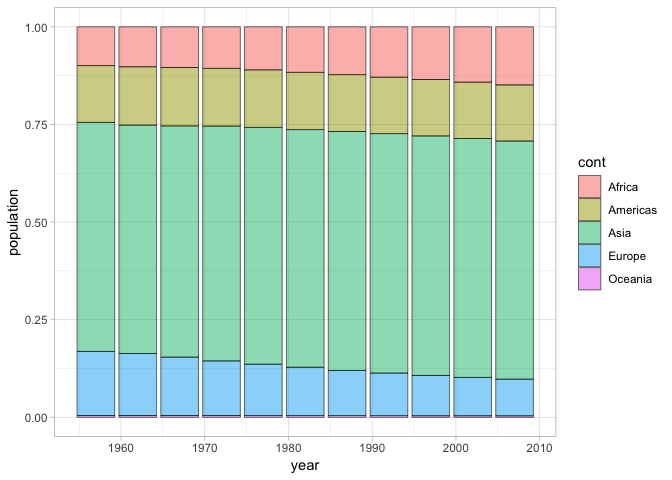 1.00
0.75
0.50
0.25
0.00
population
1960 1970 1980 1990 2000 2010
year
cont
Africa
Americas
Asia
Europe
Oceania